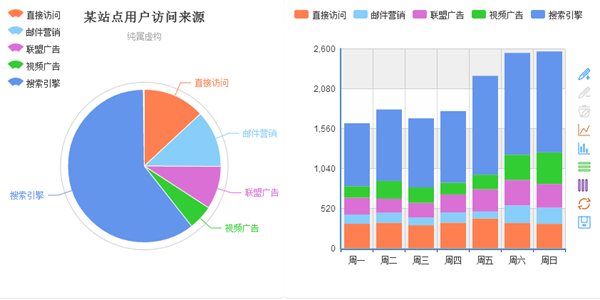 某站点用户访问来源
纯属虚构
直接访问
邮件营销
联盟广告
视频广告
搜索引擎
直接访问
邮件营销
联盟广告
视频广告
搜索引擎
直接访问 邮件营销 联盟广告 视频广告 搜索引擎
2,600
2,080
1,560
1,040
520
0
周一 周二 周三 周四 周五 周六 周日